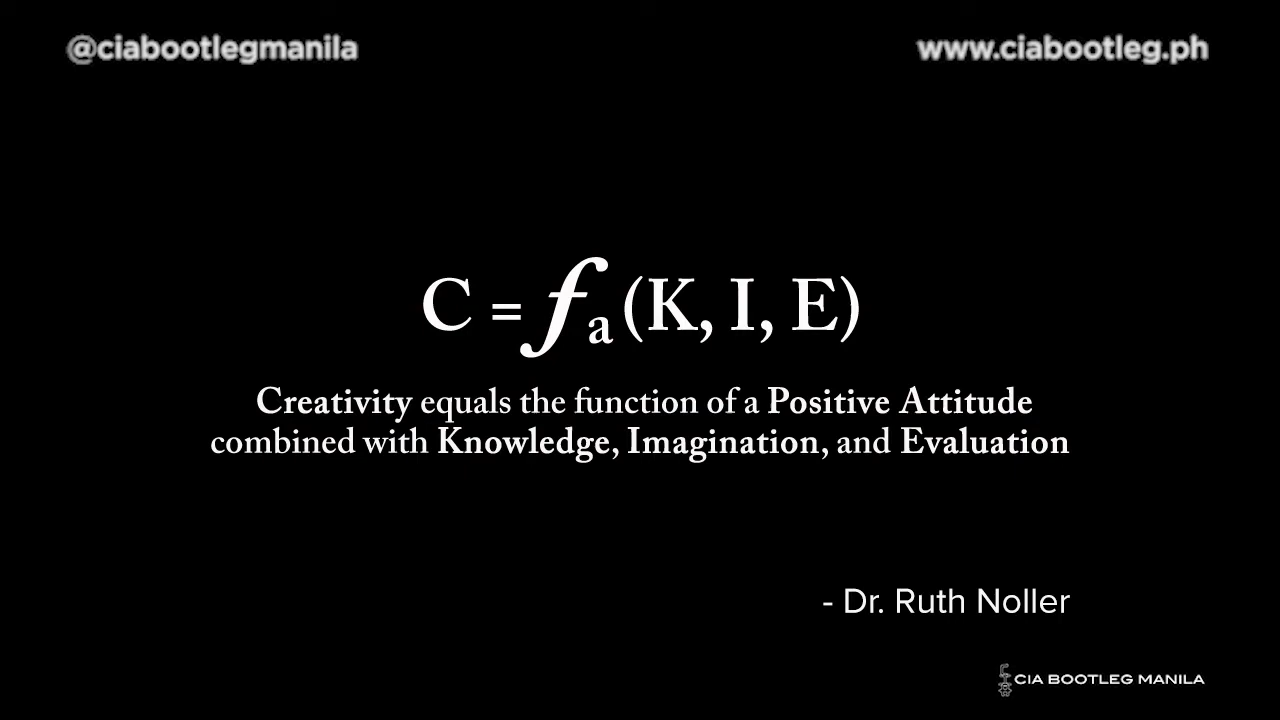 @ciabootlegmanila
www.ciabootleg.ph
C = fa (K, I, E)
Creativity equals the function of a Positive Attitude
combined with Knowledge, Imagination, and Evaluation
- Dr. Ruth Noller
CIA BOOTLEG MANILA